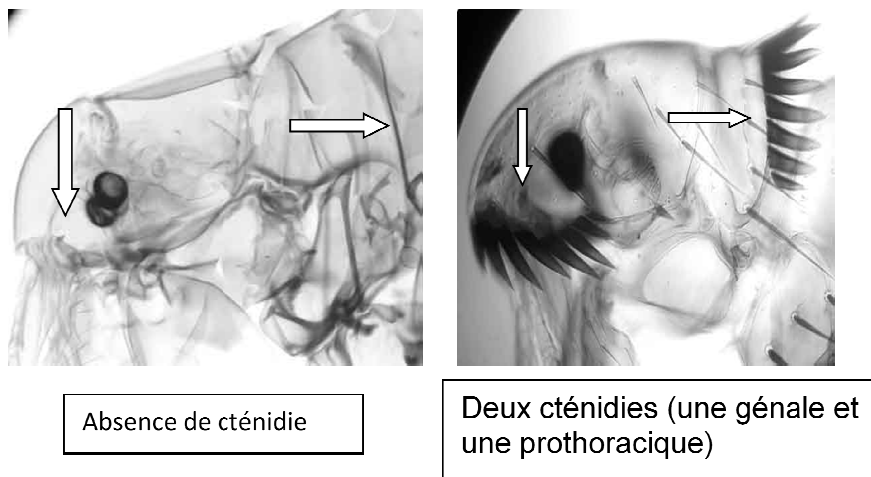 Absence de cténidie
Deux cténidies (une génale et
une prothoracique)